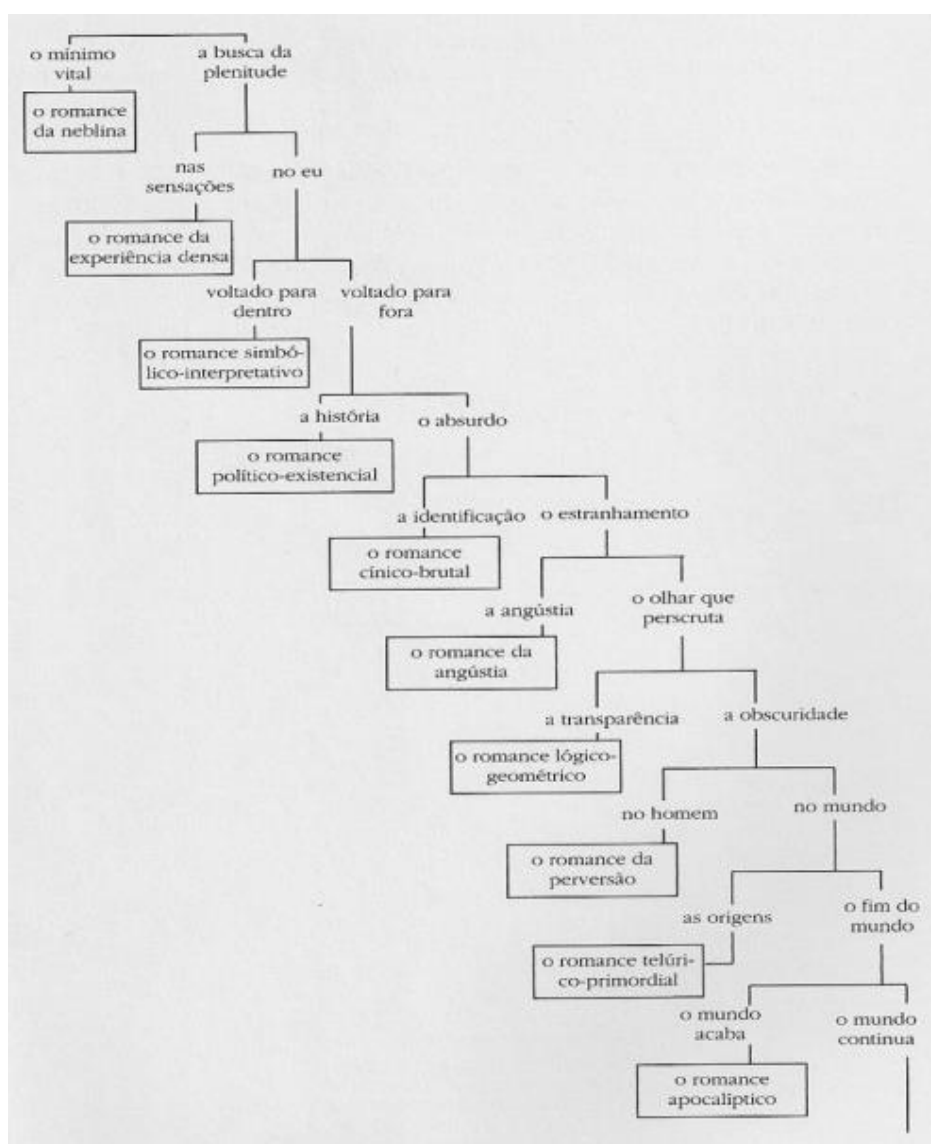 o mínimo
vital
a busca da
plenitude
o romance
da neblina
nas
sensações
no eu
o romance da
experiência densa
voltado para
dentro
voltado para
fora
o romance simbó-
lico-interpretativo
a história
o absurdo
o romance
político-existencial
a identificação
o estranhamento
o romance
cínico-brutal
a angústia
o olhar que
perscruta
o romance da
angústia
a transparência
a obscuridade
o romance lógico-
geométrico
no homem
no mundo
o romance da
perversão
as origens
o fim do
mundo
o romance telúri-
co-primordial
o mundo
acaba
o mundo
continua
o romance
apocalíptico